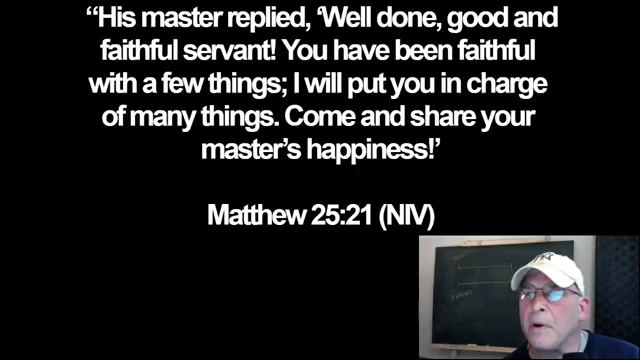 “His master replied, ‘Well done, good and
faithful servant! You have been faithful
with a few things; I will put you in charge
of many things. Come and share your
master’s happiness!’
Matthew 25:21 (NIV)